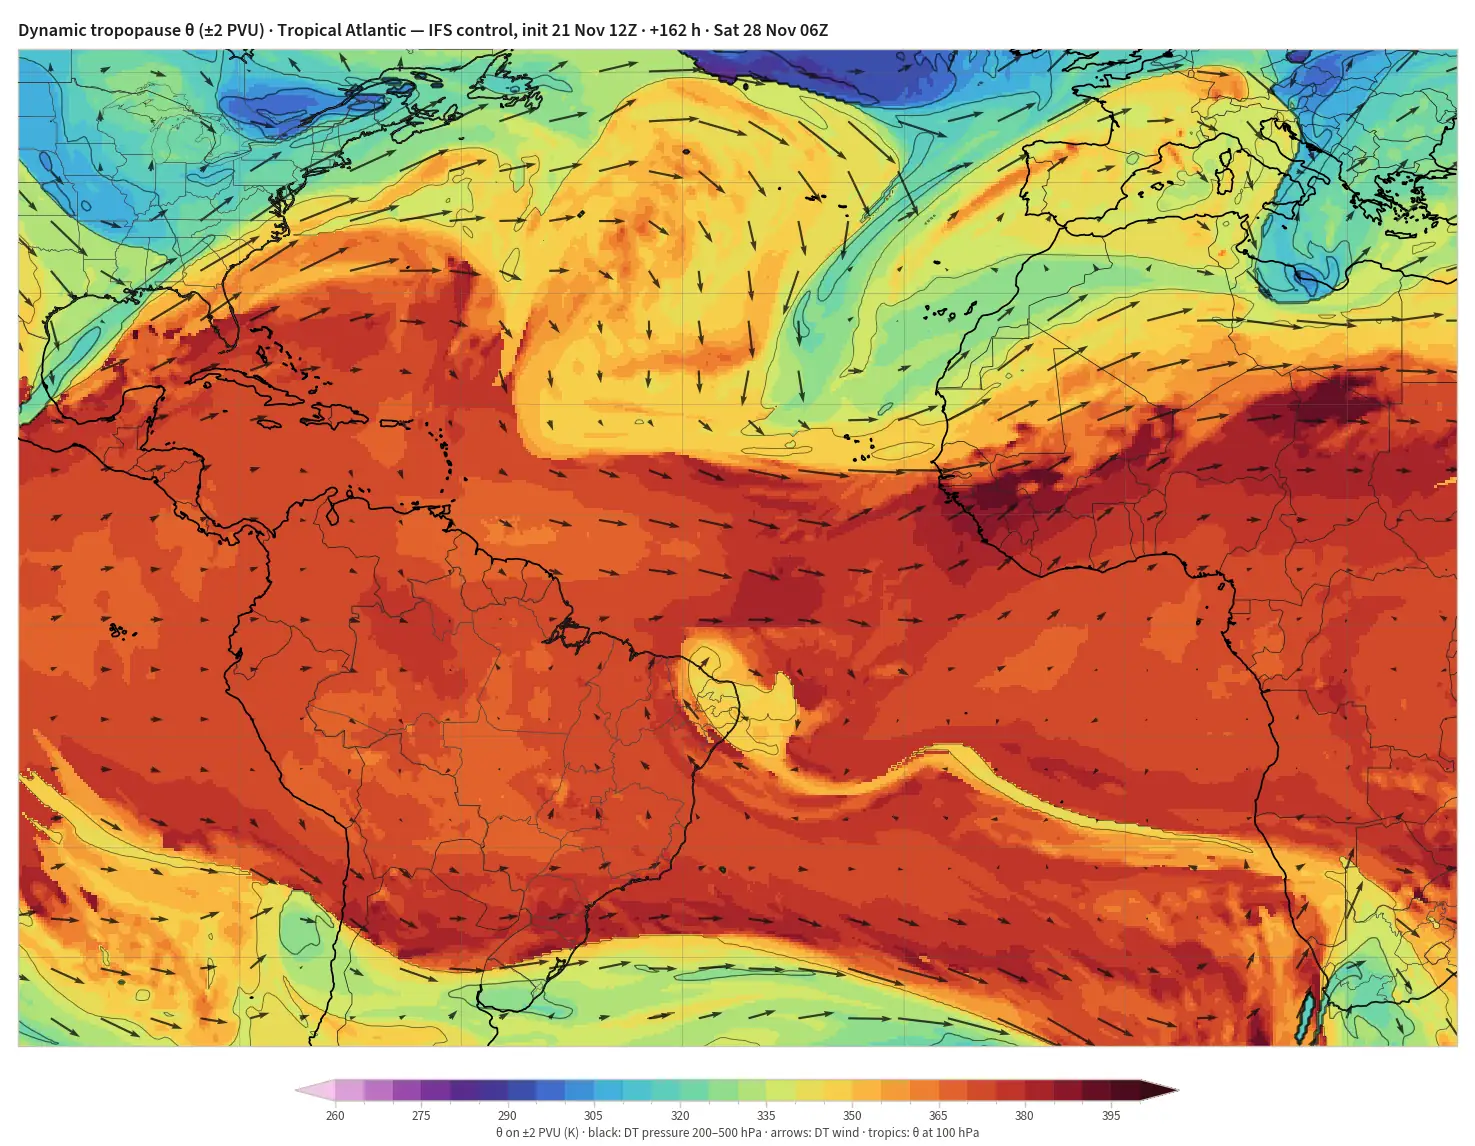 Dynamic tropopause θ (±2 PVU) · Tropical Atlantic — IFS control, init 21 Nov 12Z · +162 h · Sat 28 Nov 06Z
260 275 290 305 320 335 350 365 380 395
θ on ±2 PVU (K) · black: DT pressure 200–500 hPa · arrows: DT wind · tropics: θ at 100 hPa